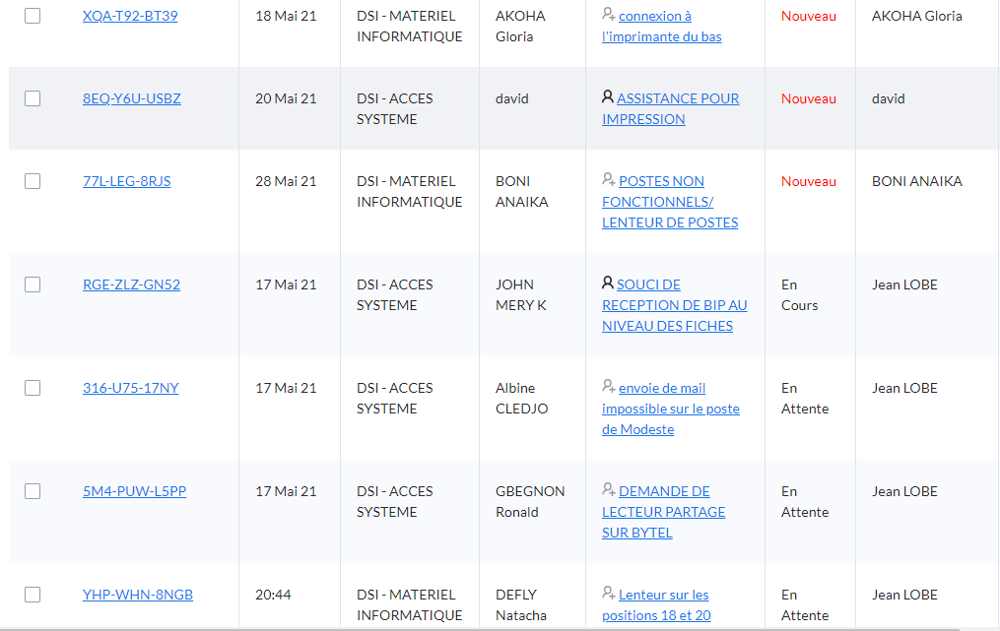 XQA-T92-BT39 18 Mai 21 DSI - MATERIEL AKOHA connexion à Nouveau AKOHA Gloria
INFORMATIQUE Gloria l'imprimante du bas
8EQ-Y6U-USBZ 20 Mai 21 DSI - ACCES david ASSISTANCE POUR Nouveau david
SYSTEME IMPRESSION
77L-LEG-8RJS 28 Mai 21 DSI - MATERIEL BONI POSTES NON Nouveau BONI ANAIKA
INFORMATIQUE ANAIKA FONCTIONNELS/
LENTEUR DE POSTES
RGE-ZLZ-GN52 17 Mai 21 DSI - ACCES JOHN SOUCI DE En Jean LOBE
SYSTEME MERY K RECEPTION DE BIP AU Cours
NIVEAU DES FICHES
316-U75-17NY 17 Mai 21 DSI - ACCES Albine envoie de mail En Jean LOBE
SYSTEME CLEDJO impossible sur le poste Attente
de Modeste
5M4-PUW-L5PP 17 Mai 21 DSI - ACCES GBEGNON DEMANDE DE En Jean LOBE
SYSTEME Ronald LECTEUR PARTAGE Attente
SUR BYTEL
YHP-WHN-8NGB 20:44 DSI - MATERIEL DEFLY Lenteur sur les En Jean LOBE
INFORMATIQUE Natacha positions 18 et 20 Attente